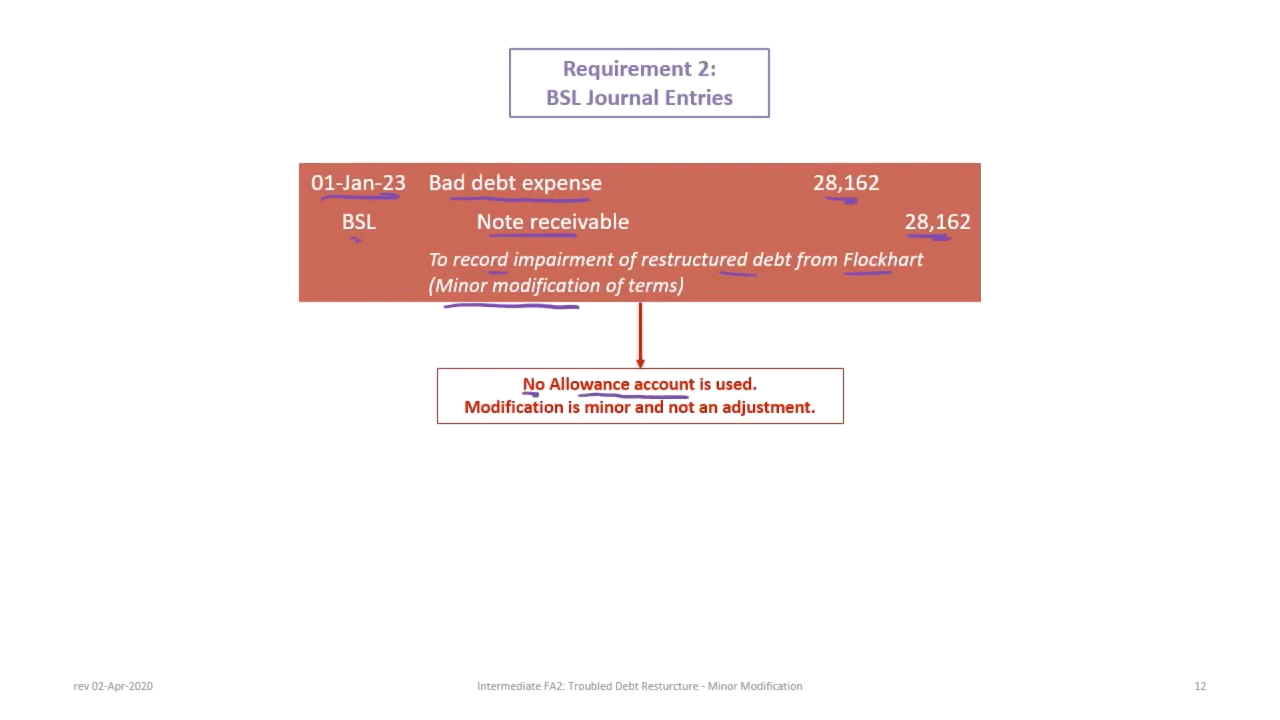 Requirement 2:
BSL Journal Entries
01-Jan-23 Bad debt expense 28,162
BSL Note receivable 28,162
To record impairment of restructured debt from Flockhart
(Minor modification of terms)
No Allowance account is used.
Modification is minor and not an adjustment.
rev 02-Apr-2020 Intermediate FA2: Troubled Debt Resturcture - Minor Modification 12